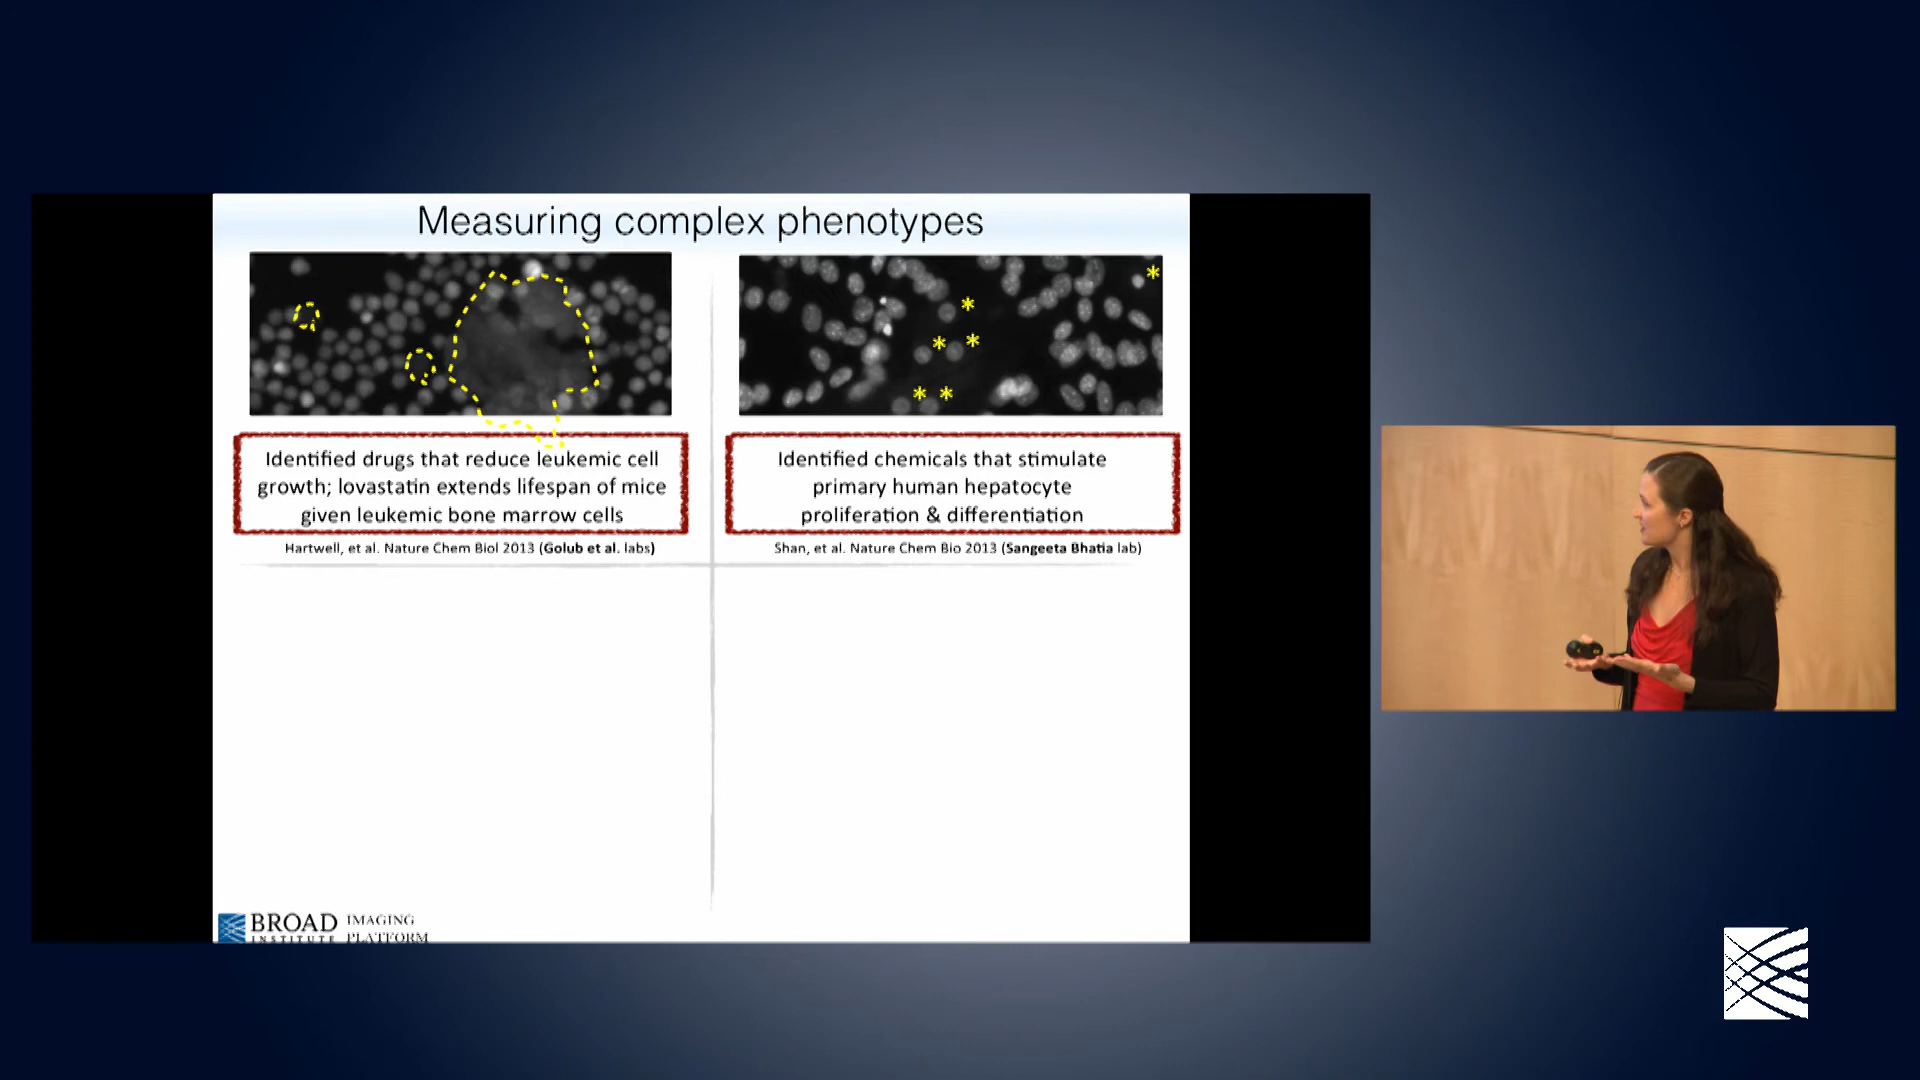 Measuring complex phenotypes
Identified drugs that reduce leukemic cell
growth; lovastatin extends lifespan of mice
given leukemic bone marrow cells
Hartwell, et al. Nature Chem Biol 2013 (Golub et al. labs)
Identified chemicals that stimulate
primary human hepatocyte
proliferation & differentiation
Shan, et al. Nature Chem Bio 2013 (Sangeeta Bhatia lab)
BROAD
INSTITUTE
IMAGING
PLATFORM